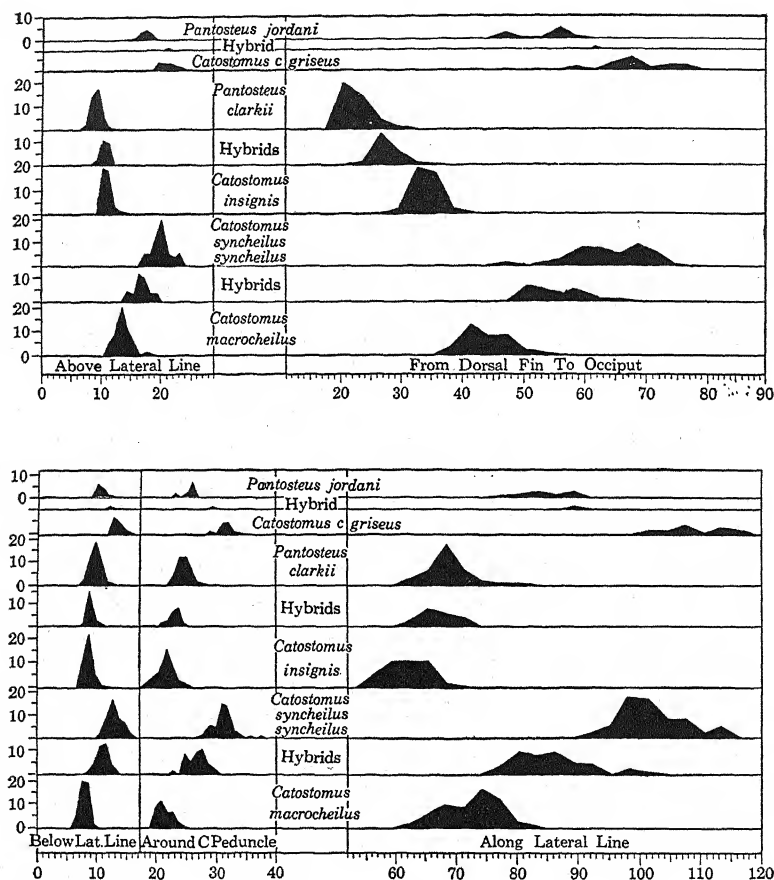 10
0
Pantosteus jordani
Hybrid
Catostomus c griseus
20
10
Pantosteus
clarkii
10
Hybrids
20
10
Catostomus
insignis
20
10
Catostomus
syncheilus
syncheilus
10
Hybrids
20
10
0
Catostomus
macrocheilus
Above Lateral Line
From Dorsal Fin To Occiput
0 10 20 20 30 40 50 60 70 80 90
10
0
Pantosteus jordani
Hybrid
Catostomus c griseus
20
10
0
Pantosteus
clarkii
10
Hybrids
20
10
Catostomus
insignis
20
10
Catostomus
syncheilus
syncheilus
10
Hybrids
20
10
0
Catostomus
macrocheilus
Below Lat. Line Around C Peduncle Along Lateral Line
0 10 20 30 40 60 70 80 90 100 110 120